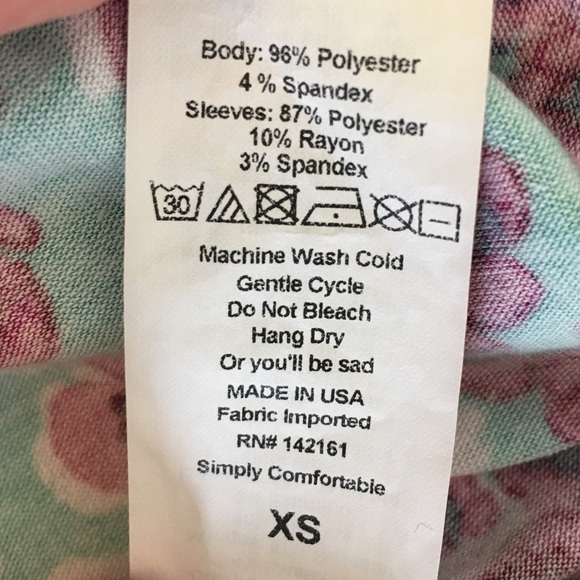 Body: 96% Polyester
4 % Spandex
Sleeves: 87% Polyester
10% Rayon
3% Spandex
30
Machine Wash Cold
Gentle Cycle
Do Not Bleach
Hang Dry
Or you'll be sad
MADE IN USA
Fabric Imported
RN# 142161
Simply Comfortable
XS